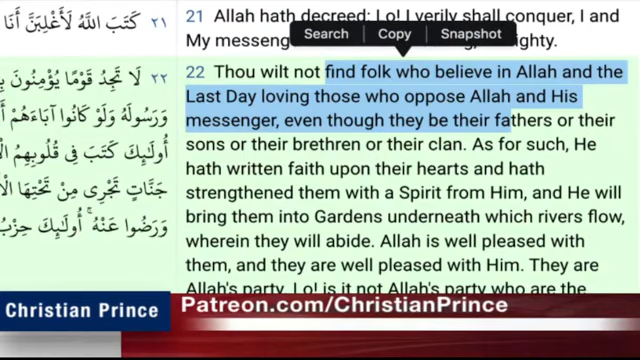 21 Allah hath decreed: Lo! I verily shall conquer, I and
My
Search Copy Snapshot
22 Thou wilt not find folk who believe in Allah and the
Last Day loving those who oppose Allah and His
messenger, even though they be their fathers or their
sons or their brethren or their clan. As for such, He
hath written faith upon their hearts and hath
strengthened them with a Spirit from Him, and He will
bring them into Gardens underneath which rivers flow,
wherein they will abide. Allah is well pleased with
them, and they are well pleased with Him. They are
Allah's party. Lo! is it not Allah's party who are the
٢١ كَتَبَ اللَّهُ لَأَغْلِبَنَّ أَنَا
٢٢ لَا تَجِدُ قَوْمًا يُؤْمِنُونَ
وَرَسُولَهُ وَلَوْ كَانُوا آبَاءَهُمْ
أُولَٰئِكَ كَتَبَ فِي قُلُوبِهِمُ
جَنَّاتٍ تَجْرِي مِنْ تَحْتِهَا
وَرَضُوا عَنْهُ ۚ أُولَٰئِكَ
Christian Prince
Patreon.com/ChristianPrince